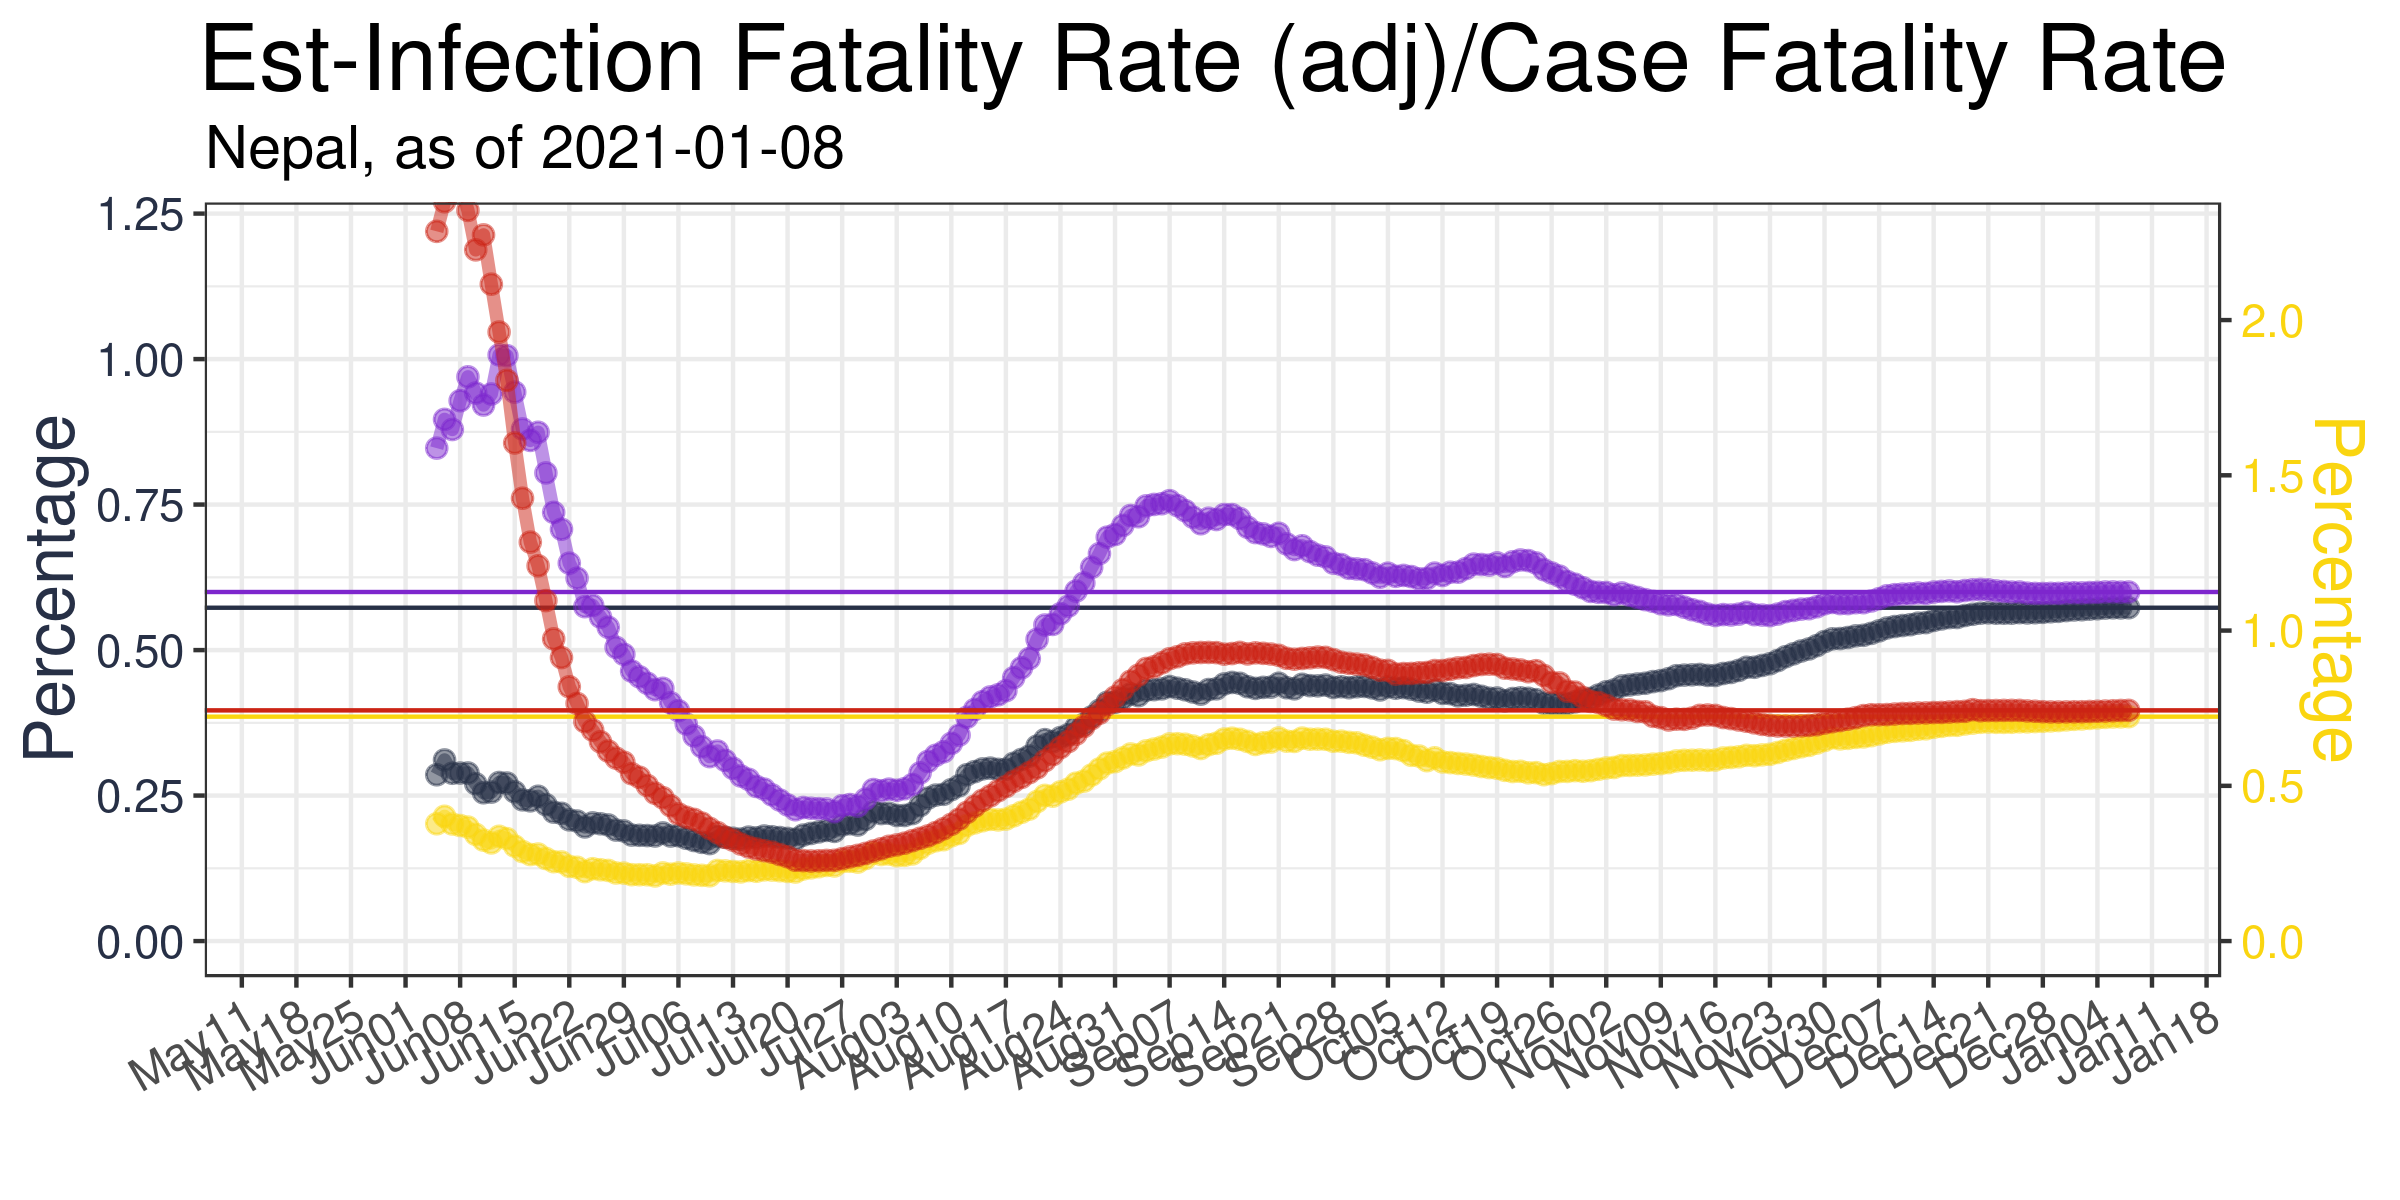 Est-Infection Fatality Rate (adj)/Case Fatality Rate
Nepal, as of 2021-01-08
Percentage
1.25
1.00
0.75
0.50
0.25
0.00
2.0
1.5
1.0
0.5
0.0
Percentage
May11
May18
May25
Jun01
Jun08
Jun15
Jun22
Jun29
Jul06
Jul13
Jul20
Jul27
Aug03
Aug10
Aug17
Aug24
Aug31
Sep07
Sep14
Sep21
Sep28
Oct05
Oct12
Oct19
Oct26
Nov02
Nov09
Nov16
Nov23
Nov30
Dec07
Dec14
Dec21
Dec28
Jan04
Jan11
Jan18